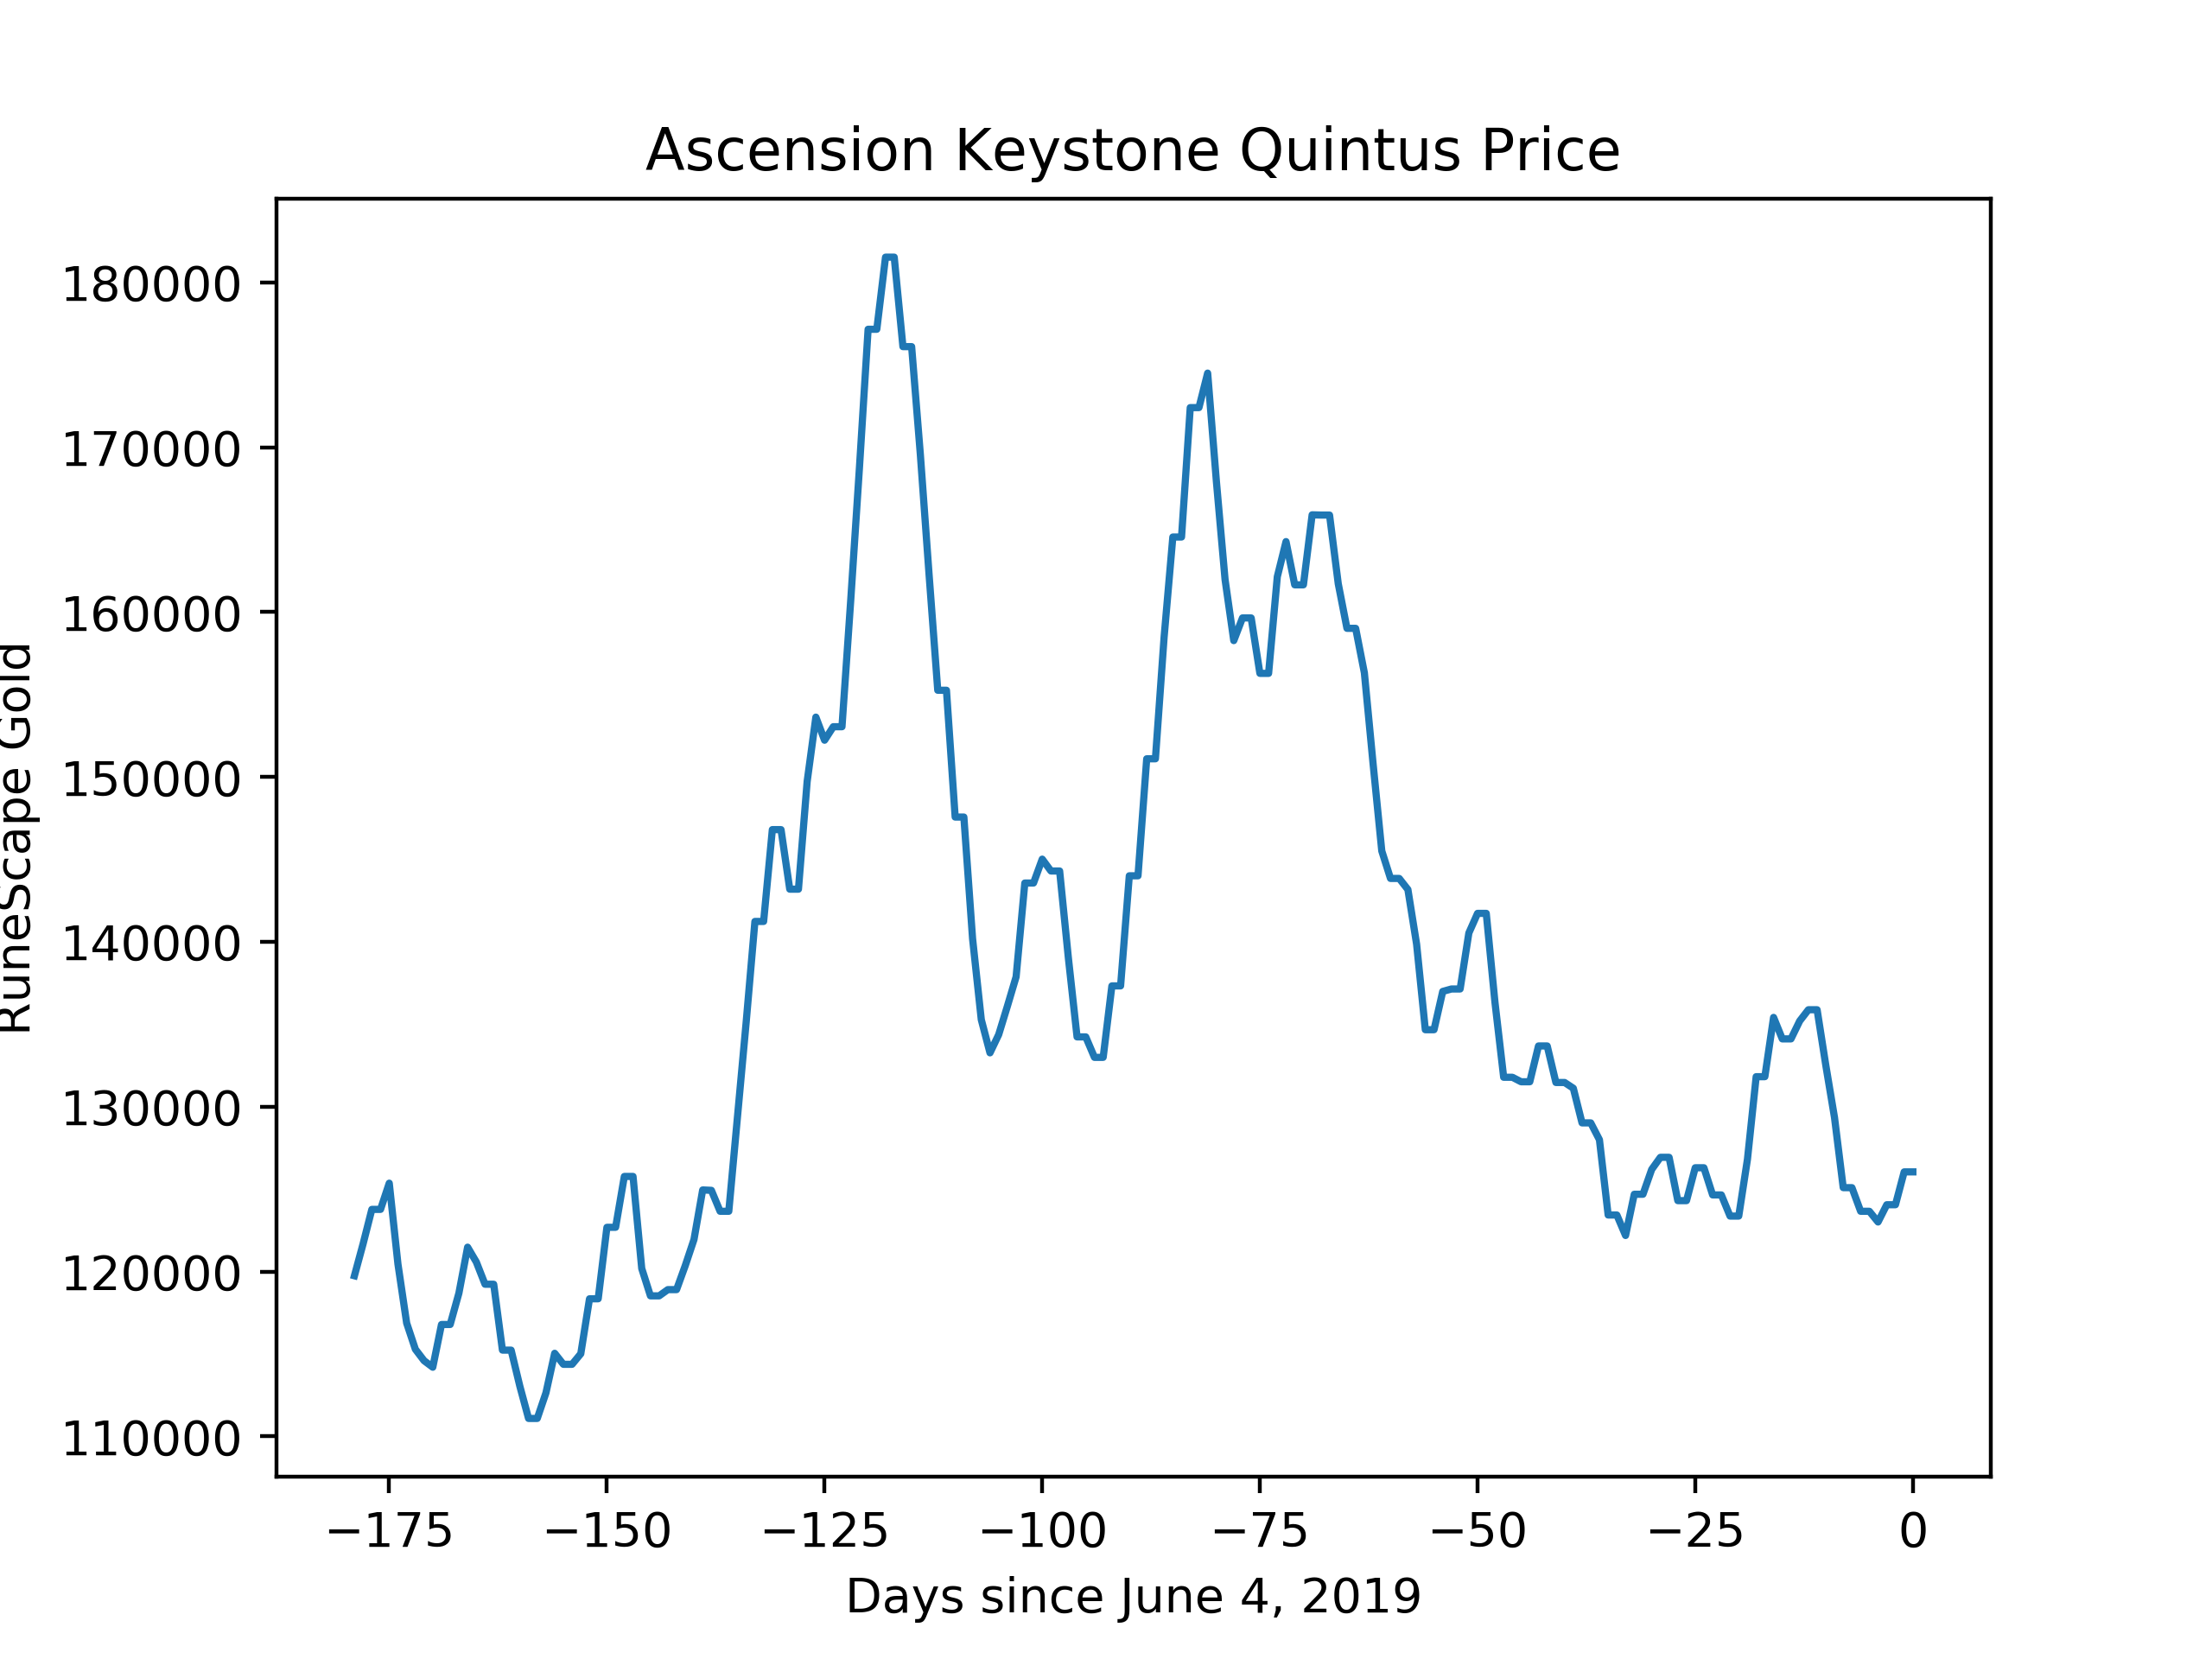 Ascension Keystone Quintus Price
RuneScape Gold
180000
170000
160000
150000
140000
130000
120000
110000
−175 −150 −125 −100 −75 −50 −25 0
Days since June 4, 2019